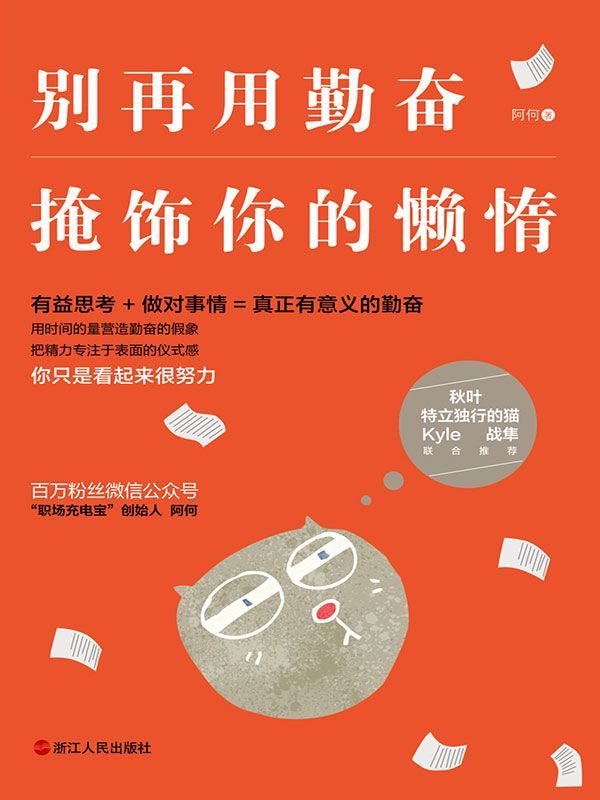 别再用勤奋
阿何 著
掩饰你的懒惰
有益思考 + 做对事情 = 真正有意义的勤奋
用时间的量营造勤奋的假象
把精力专注于表面的仪式感
你只是看起来很努力
秋叶
特立独行的猫
Kyle 战隼
联合推荐
百万粉丝微信公众号
“职场充电宝”创始人 阿何
浙江人民出版社